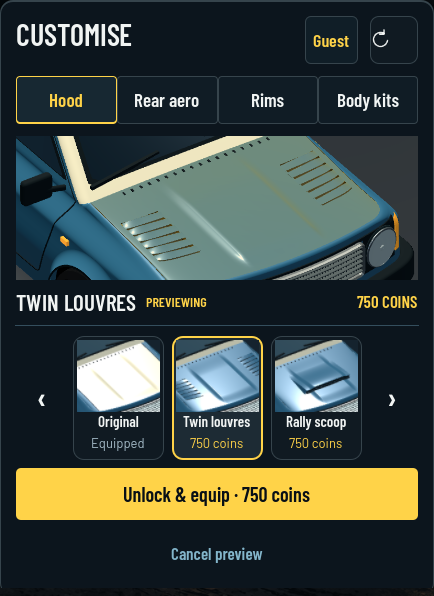 CUSTOMISE
Guest
Hood
Rear aero
Rims
Body kits
TWIN LOUVRES PREVIEWING 750 COINS
Original
Equipped
Twin louvres
750 coins
Rally scoop
750 coins
Unlock & equip · 750 coins
Cancel preview